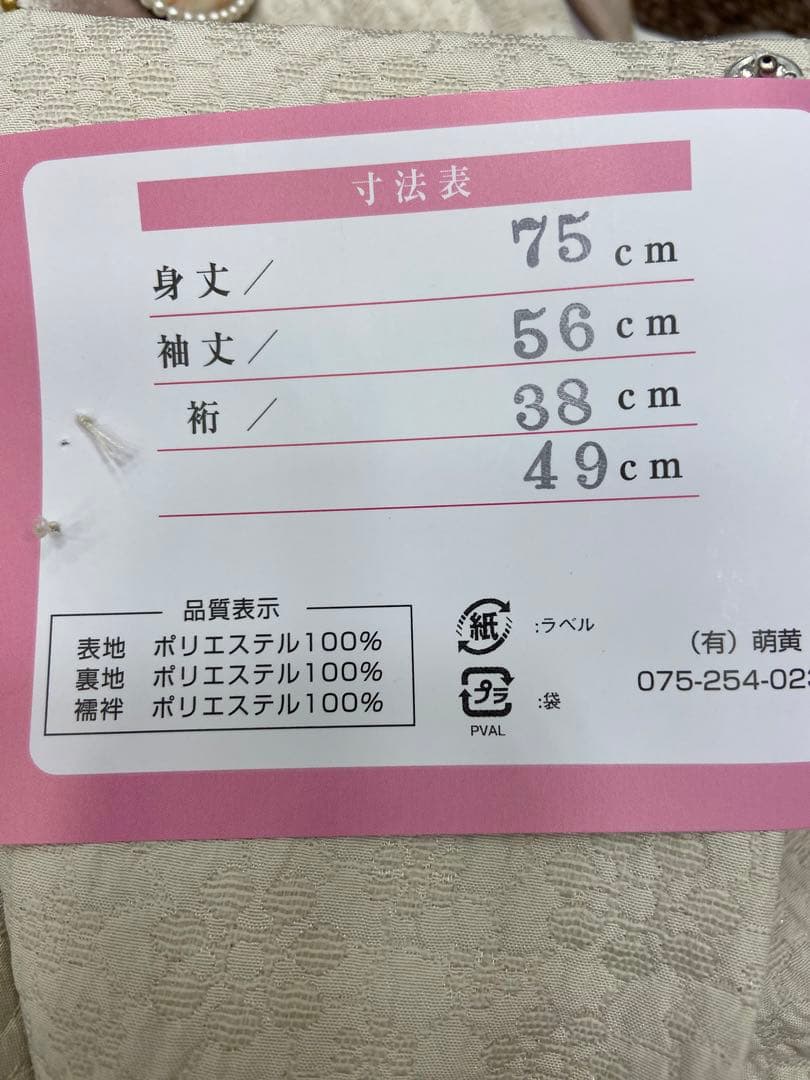 寸法表
身丈／ 75 cm
袖丈／ 56 cm
裄／ 38 cm
49 cm
品質表示
表地 ポリエステル100%
裏地 ポリエステル100%
襦袢 ポリエステル100%
紙 :ラベル
プラ :袋
PVAL
（有）萌黄
075-254-02